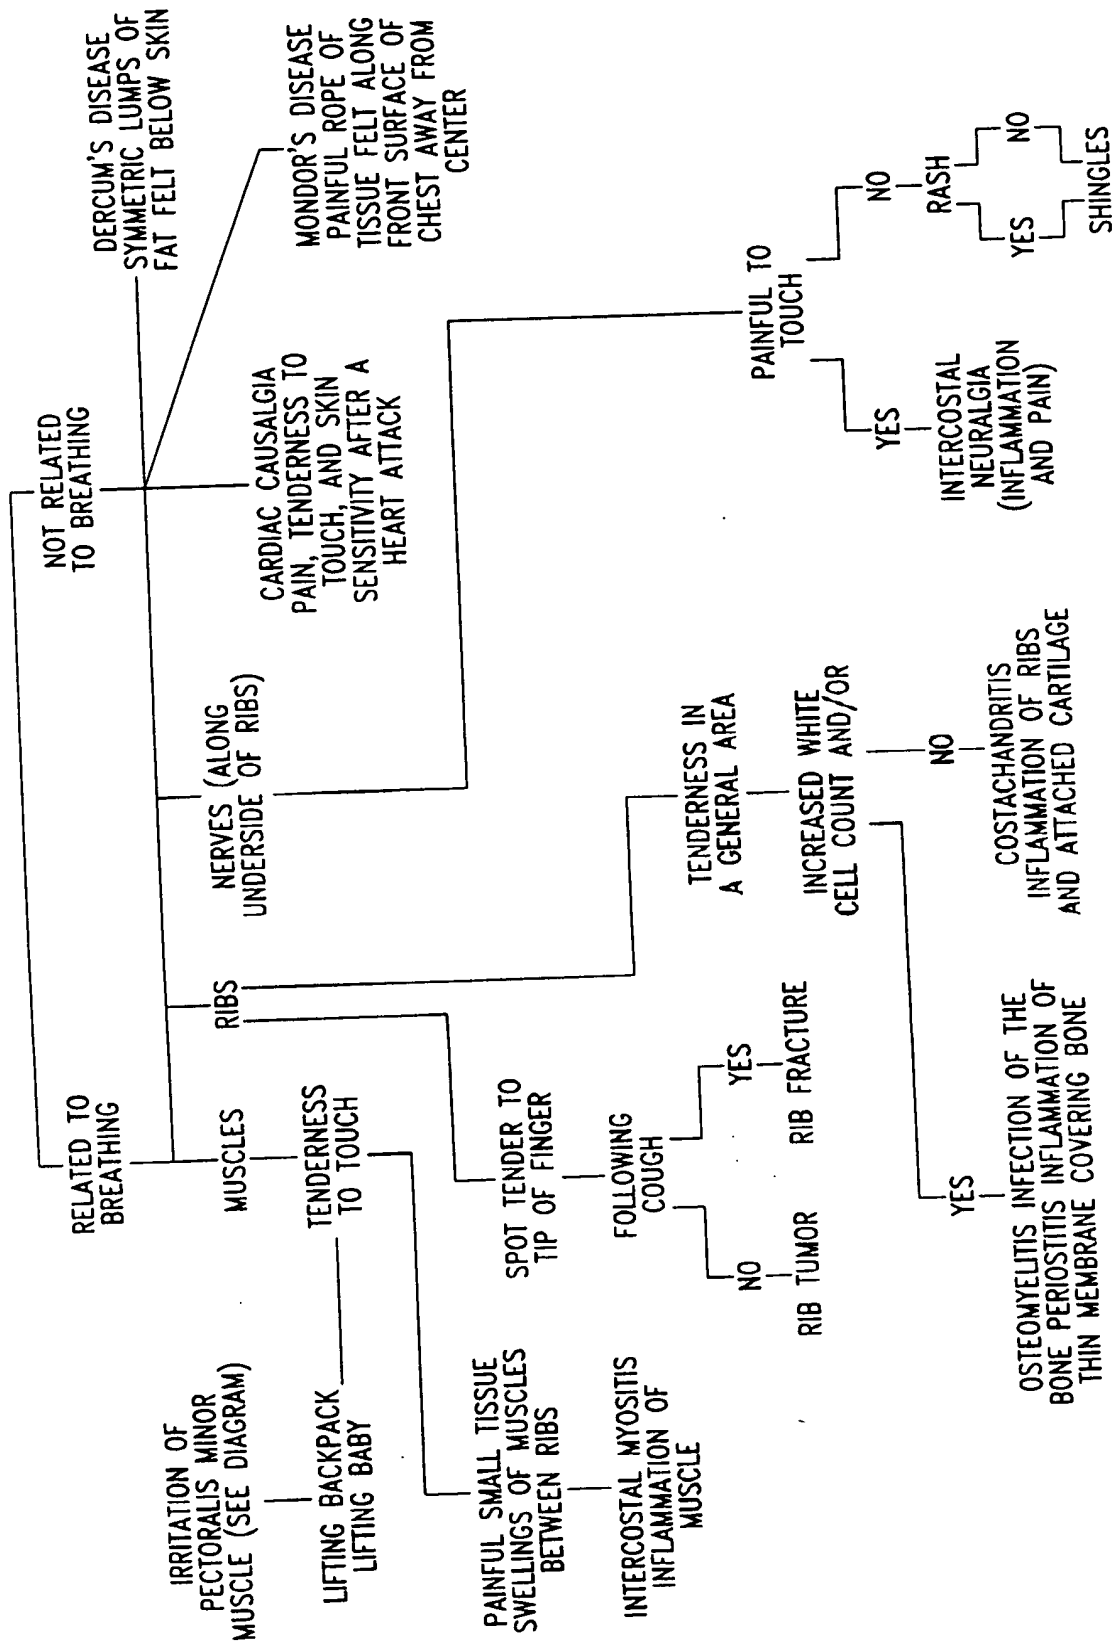 NOT RELATED
TO BREATHING
RELATED TO
BREATHING
DERCUM'S DISEASE
SYMMETRIC LUMPS OF
FAT FELT BELOW SKIN
MONDOR'S DISEASE
PAINFUL ROPE OF
TISSUE FELT ALONG
FRONT SURFACE OF
CHEST AWAY FROM
CENTER
CARDIAC CAUSALGIA
PAIN, TENDERNESS TO
TOUCH, AND SKIN
SENSITIVITY AFTER A
HEART ATTACK
NERVES (ALONG
UNDERSIDE OF RIBS)
RIBS
MUSCLES
TENDERNESS
TO TOUCH
IRRITATION OF
PECTORALIS MINOR
MUSCLE (SEE DIAGRAM)
LIFTING BACKPACK
LIFTING BABY
PAINFUL SMALL TISSUE
SWELLINGS OF MUSCLES
BETWEEN RIBS
INTERCOSTAL MYOSITIS
INFLAMMATION OF
MUSCLE
SPOT TENDER TO
TIP OF FINGER
FOLLOWING
COUGH
NO
RIB TUMOR
YES
RIB FRACTURE
TENDERNESS IN
A GENERAL AREA
INCREASED WHITE
CELL COUNT AND/OR
YES
OSTEOMYELITIS INFECTION OF THE
BONE PERIOSTITIS INFLAMMATION OF
THIN MEMBRANE COVERING BONE
NO
COSTACHANDRITIS
INFLAMMATION OF RIBS
AND ATTACHED CARTILAGE
PAINFUL TO
TOUCH
YES
INTERCOSTAL
NEURALGIA
(INFLAMMATION
AND PAIN)
NO
RASH
YES
NO
SHINGLES